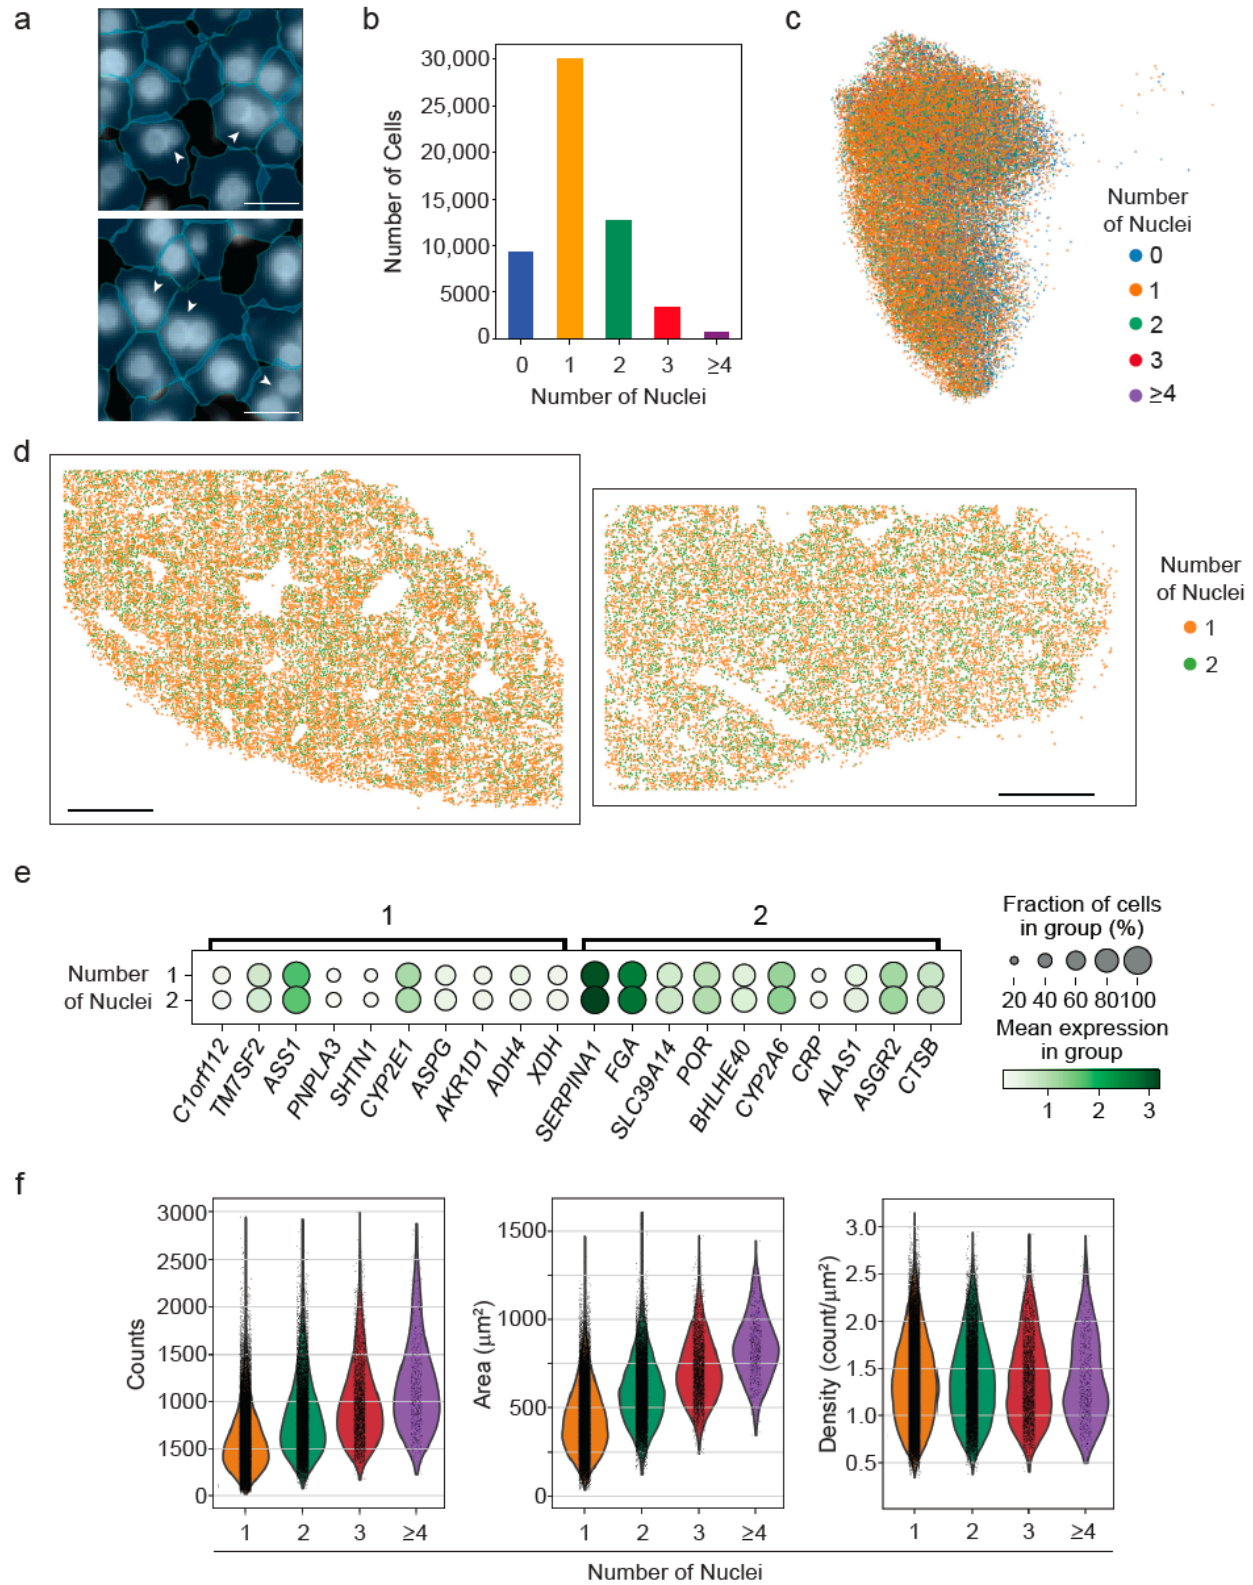 a
b
Number of Cells
30,000
25,000
20,000
15,000
10,000
5000
0
0 1 2 3 ≥4
Number of Nuclei
c
Number
of Nuclei
0
1
2
3
≥4
d
Number
of Nuclei
1
2
e
1 2
Number
of Nuclei
1
2
C1orf112
TM7SF2
ASS1
PNPLA3
SHTN1
CYP2E1
ASPG
AKR1D1
ADH4
XDH
SERPINA1
FGA
SLC39A14
POR
BHLHE40
CYP2A6
CRP
ALAS1
ASGR2
CTSB
Fraction of cells
in group (%)
20 40 60 80 100
Mean expression
in group
1 2 3
f
Counts
3000
2500
2000
1500
1000
1500
0
1 2 3 ≥4
Area (μm²)
1500
1000
500
0
1 2 3 ≥4
Density (count/μm²)
3.0
2.5
2.0
1.5
1.0
0.5
1 2 3 ≥4
Number of Nuclei